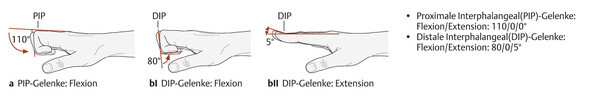 PIP
110°
a PIP-Gelenke: Flexion
DIP
80°
bI DIP-Gelenke: Flexion
DIP
5°
bII DIP-Gelenke: Extension
• Proximale Interphalangeal(PIP)-Gelenke:
Flexion/Extension: 110/0/0°
• Distale Interphalangeal(DIP)-Gelenke:
Flexion/Extension: 80/0/5°